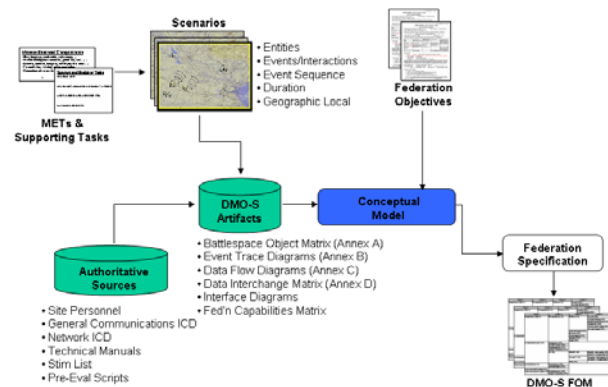 Scenarios
• Entities
• Events/Interactions
• Event Sequence
• Duration
• Geographic Local
METs &
Supporting Tasks
Federation
Objectives
DMO-S
Artifacts
Conceptual
Model
• Battlespace Object Matrix (Annex A)
• Event Trace Diagrams (Annex B)
• Data Flow Diagrams (Annex C)
• Data Interchange Matrix (Annex D)
• Interface Diagrams
• Fed'n Capabilities Matrix
Authoritative
Sources
• Site Personnel
• General Communications ICD
• Network ICD
• Technical Manuals
• Stim List
• Pre-Eval Scripts
Federation
Specification
DMO-S FOM